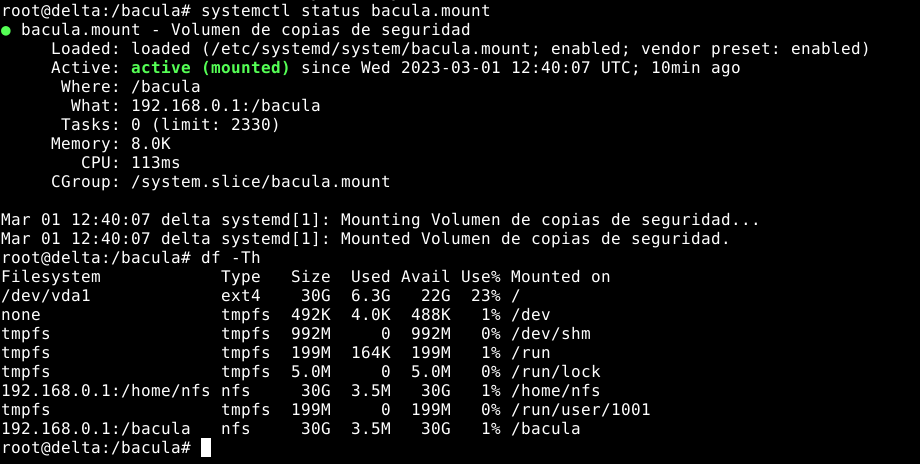 root@delta:/bacula# systemctl status bacula.mount
● bacula.mount - Volumen de copias de seguridad
     Loaded: loaded (/etc/systemd/system/bacula.mount; enabled; vendor preset: enabled)
     Active: active (mounted) since Wed 2023-03-01 12:40:07 UTC; 10min ago
      Where: /bacula
       What: 192.168.0.1:/bacula
      Tasks: 0 (limit: 2330)
     Memory: 8.0K
        CPU: 113ms
     CGroup: /system.slice/bacula.mount

Mar 01 12:40:07 delta systemd[1]: Mounting Volumen de copias de seguridad...
Mar 01 12:40:07 delta systemd[1]: Mounted Volumen de copias de seguridad.
root@delta:/bacula# df -Th
Filesystem            Type   Size  Used Avail Use% Mounted on
/dev/vda1             ext4    30G  6.3G   22G  23% /
none                  tmpfs  492K  4.0K  488K   1% /dev
tmpfs                 tmpfs  992M     0  992M   0% /dev/shm
tmpfs                 tmpfs  199M  164K  199M   1% /run
tmpfs                 tmpfs  5.0M     0  5.0M   0% /run/lock
192.168.0.1:/home/nfs nfs     30G  3.5M   30G   1% /home/nfs
tmpfs                 tmpfs  199M     0  199M   0% /run/user/1001
192.168.0.1:/bacula   nfs     30G  3.5M   30G   1% /bacula
root@delta:/bacula#